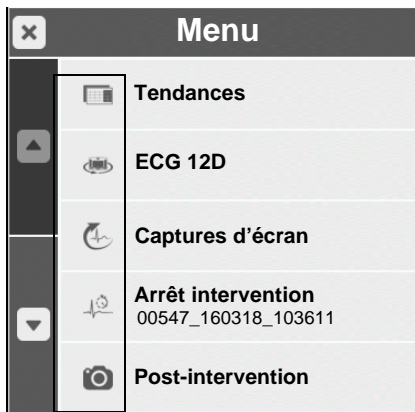 Menu
Tendances
ECG 12D
Captures d'écran
Arrêt intervention
00547_160318_103611
Post-intervention